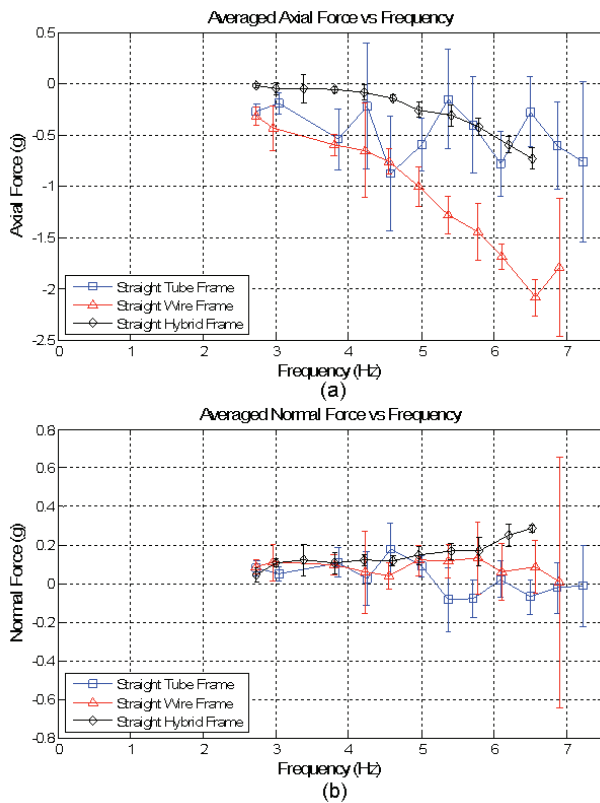 Averaged Axial Force vs Frequency
0.5
0
-0.5
-1
-1.5
-2
-2.5
Axial Force (g)
Straight Tube Frame
Straight Wire Frame
Straight Hybrid Frame
0 1 2 3 4 5 6 7
Frequency (Hz)
(a)
Averaged Normal Force vs Frequency
0.8
0.6
0.4
0.2
0
-0.2
-0.4
-0.6
-0.8
Normal Force (g)
Straight Tube Frame
Straight Wire Frame
Straight Hybrid Frame
0 1 2 3 4 5 6 7
Frequency (Hz)
(b)